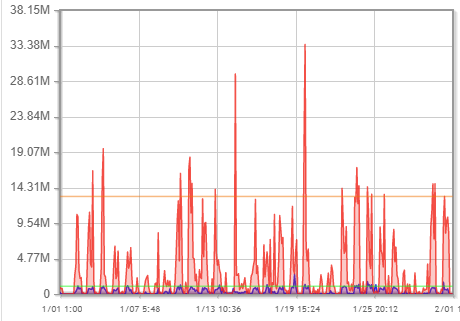 38.15M
33.38M
28.61M
23.84M
19.07M
14.31M
9.54M
4.77M
0
1/01 1:00 1/07 5:48 1/13 10:36 1/19 15:24 1/25 20:12 2/01 1